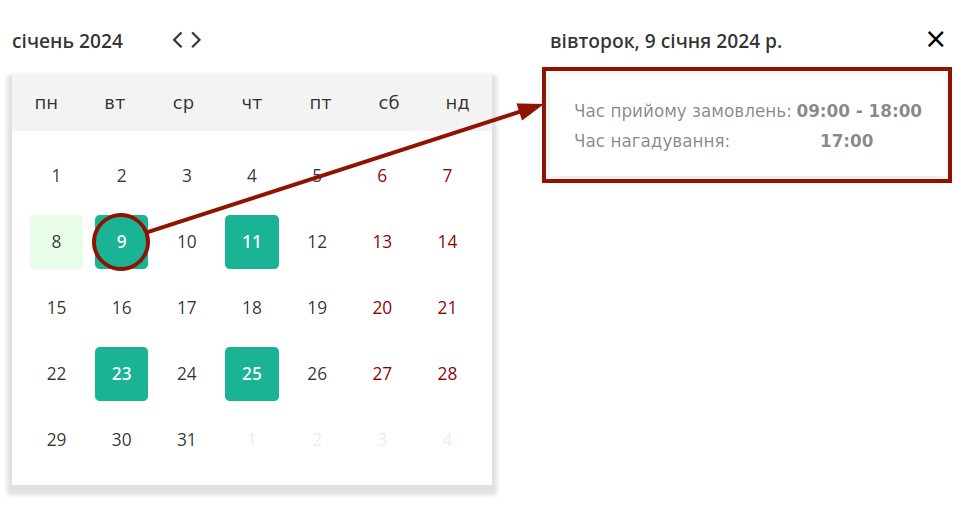 січень 2024
пн вт ср чт пт сб нд
1 2 3 4 5 6 7
8 9 10 11 12 13 14
15 16 17 18 19 20 21
22 23 24 25 26 27 28
29 30 31 1 2 3 4
вівторок, 9 січня 2024 р.
Час прийому замовлень: 09:00 - 18:00
Час нагадування: 17:00